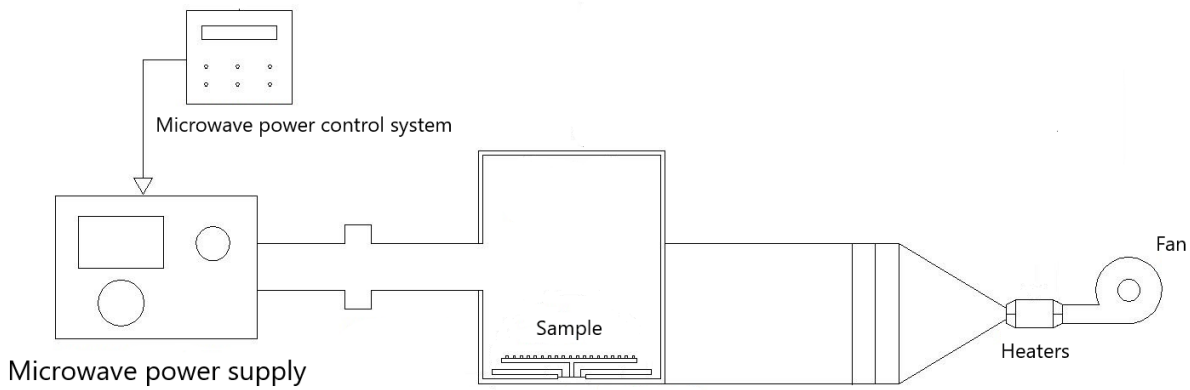 Microwave power control system
Fan
Sample
Heaters
Microwave power supply